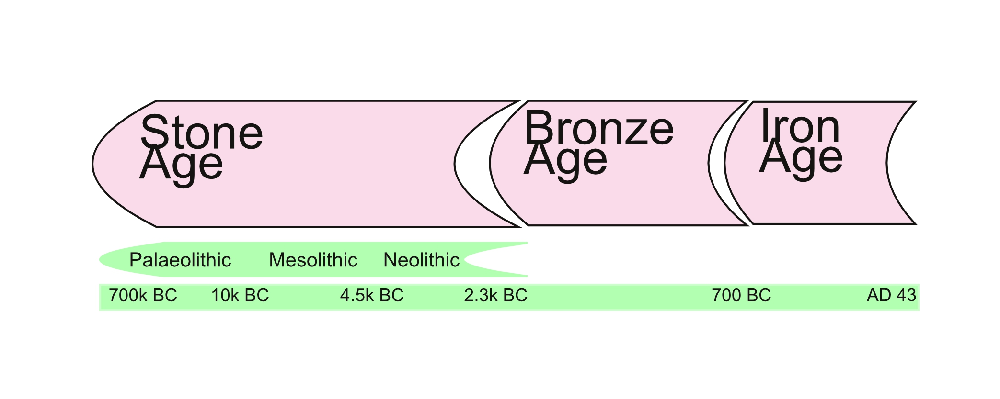 Stone
Age
Bronze
Age
Iron
Age
Palaeolithic Mesolithic Neolithic
700k BC 10k BC 4.5k BC 2.3k BC 700 BC AD 43